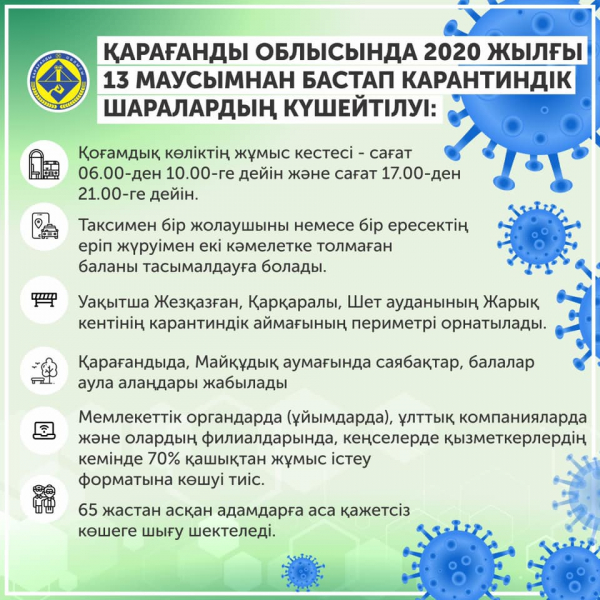 ҚАРАҒАНДЫ ОБЛЫСЫНДА 2020 ЖЫЛҒЫ
13 МАУСЫМНАН БАСТАП КАРАНТИНДІК
ШАРАЛАРДЫҢ КҮШЕЙТІЛУІ:
Қоғамдық көліктің жұмыс кестесі - сағат
06.00-ден 10.00-ге дейін және сағат 17.00-ден
21.00-ге дейін.
Таксимен бір жолаушыны немесе бір ересектің
еріп жүруімен екі кәмелетке толмаған
баланы тасымалдауға болады.
Уақытша Жезқазған, Қарқаралы, Шет ауданының Жарық
кентінің карантиндік аймағының периметрі орнатылады.
Қарағандыда, Майқұдық аумағында саябақтар, балалар
аула алаңдары жабылады
Мемлекеттік органдарда (ұйымдарда), ұлттық компанияларда
және олардың филиалдарында, кеңселерде қызметкерлердің
кемінде 70% қашықтан жұмыс істеу
форматына көшуі тиіс.
65 жастан асқан адамдарға аса қажетсіз
көшеге шығу шектеледі.